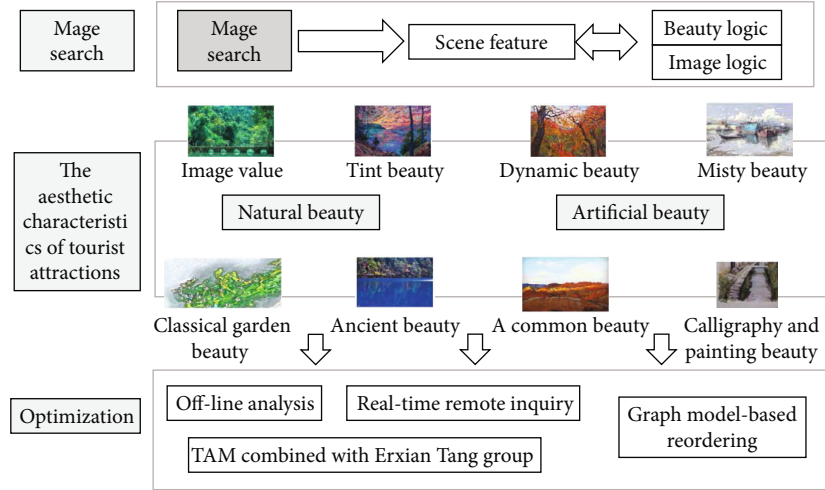 Mage
search
Mage
search
Scene feature
Beauty logic
Image logic
The
aesthetic
characteristi
cs of tourist
attractions
Image value
Tint beauty
Dynamic beauty
Misty beauty
Natural beauty
Artificial beauty
Classical garden
beauty
Ancient beauty
A common beauty
Calligraphy and
painting beauty
Optimization
Off-line analysis
Real-time remote inquiry
Graph model-based
reordering
TAM combined with Erxian Tang group